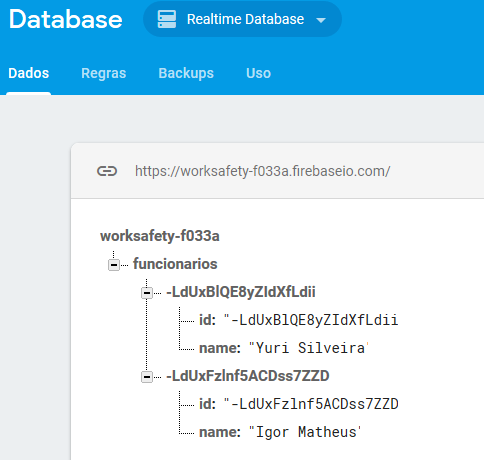 Database
Realtime Database
Dados Regras Backups Uso
https://worksafety-f033a.firebaseio.com/
worksafety-f033a
funcionarios
-LdUxBlQE8yZIdXfLdii
id: "-LdUxBlQE8yZIdXfLdii
name: "Yuri Silveira'
-LdUxFzlnf5ACDss7ZZD
id: "-LdUxFzlnf5ACDss7ZZD
name: "Igor Matheus'